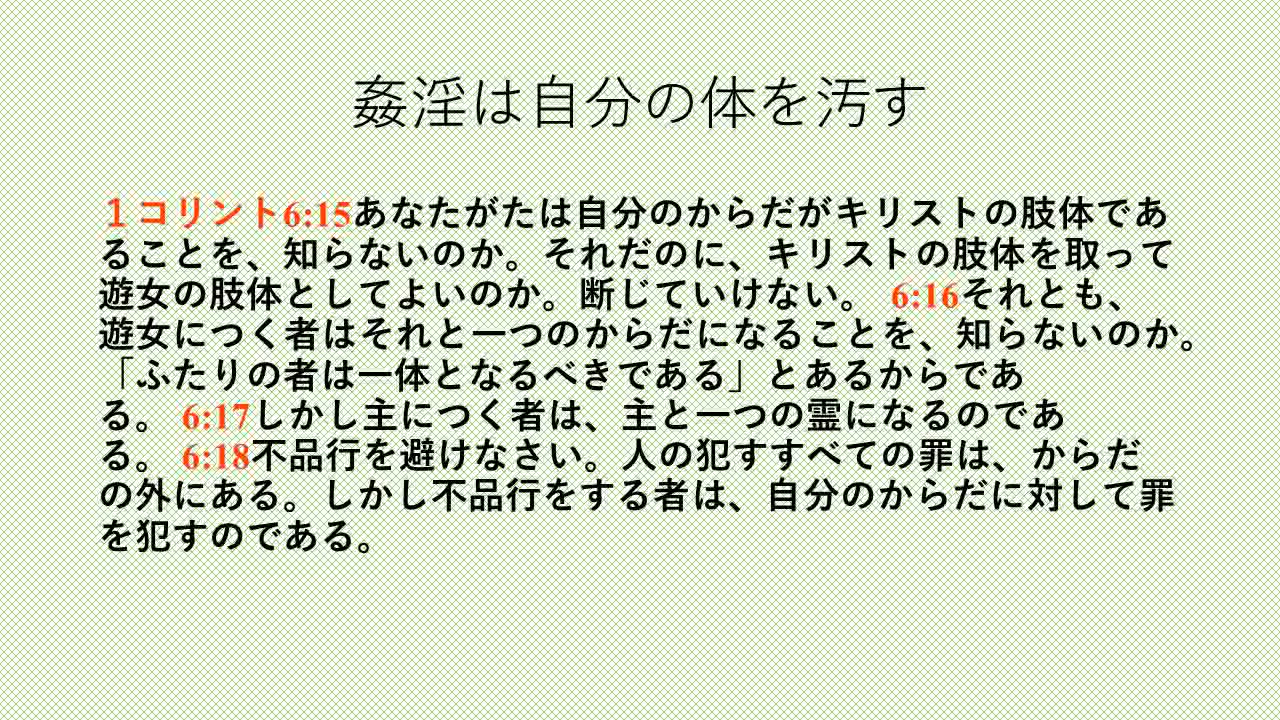 姦淫は自分の体を汚す
１コリント6:15あなたがたは自分のからだがキリストの肢体であ
ることを、知らないのか。それだのに、キリストの肢体を取って
遊女の肢体としてよいのか。断じていけない。 6:16それとも、
遊女につく者はそれと一つのからだになることを、知らないのか。
「ふたりの者は一体となるべきである」とあるからであ
る。 6:17しかし主につく者は、主と一つの霊になるのであ
る。 6:18不品行を避けなさい。人の犯すすべての罪は、からだ
の外にある。しかし不品行をする者は、自分のからだに対して罪
を犯すのである。